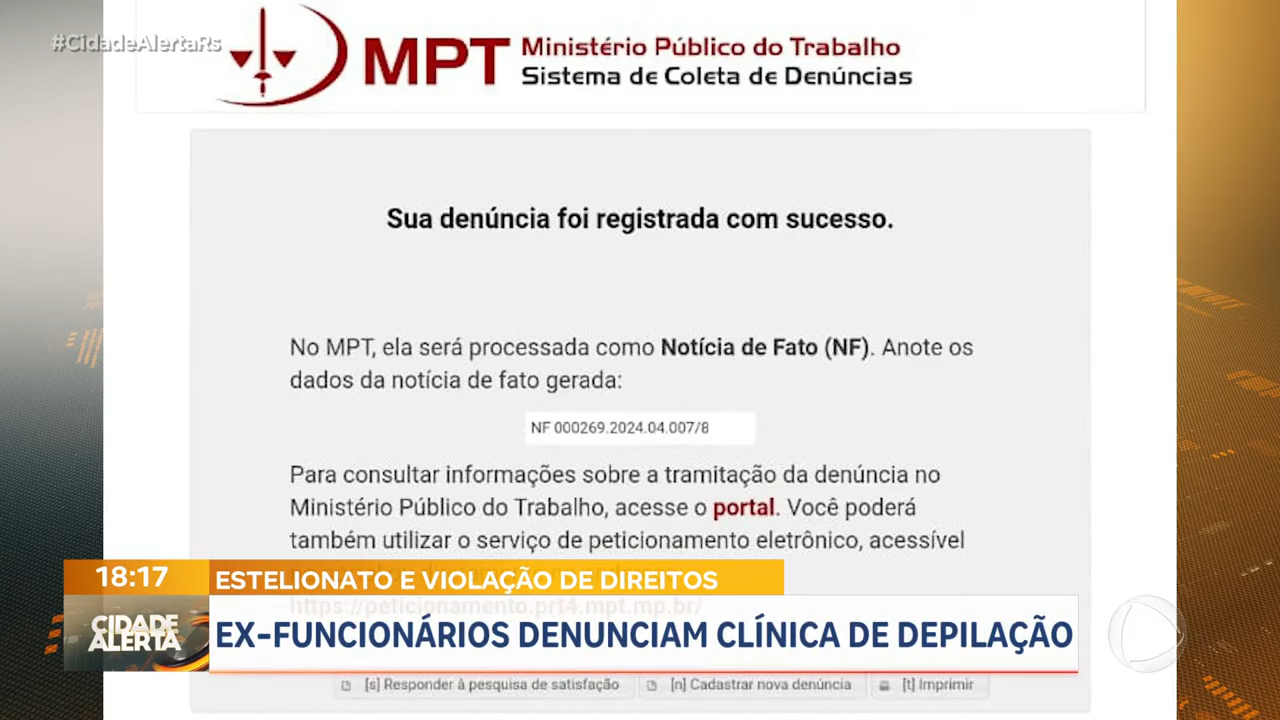 #CidadeAlertaRs
MPT Ministério Público do Trabalho
Sistema de Coleta de Denúncias
Sua denúncia foi registrada com sucesso.
No MPT, ela será processada como Notícia de Fato (NF). Anote os
dados da notícia de fato gerada:
NF 000269.2024.04.007/8
Para consultar informações sobre a tramitação da denúncia no
Ministério Público do Trabalho, acesse o portal. Você poderá
também utilizar o serviço de peticionamento eletrônico, acessível
https://peticionamento.prt4.mpt.mp.br/
18:17
ESTELIONATO E VIOLAÇÃO DE DIREITOS
CIDADE
ALERTA
EX-FUNCIONÁRIOS DENUNCIAM CLÍNICA DE DEPILAÇÃO
[s] Responder à pesquisa de satisfação [n] Cadastrar nova denúncia [t] Imprimir